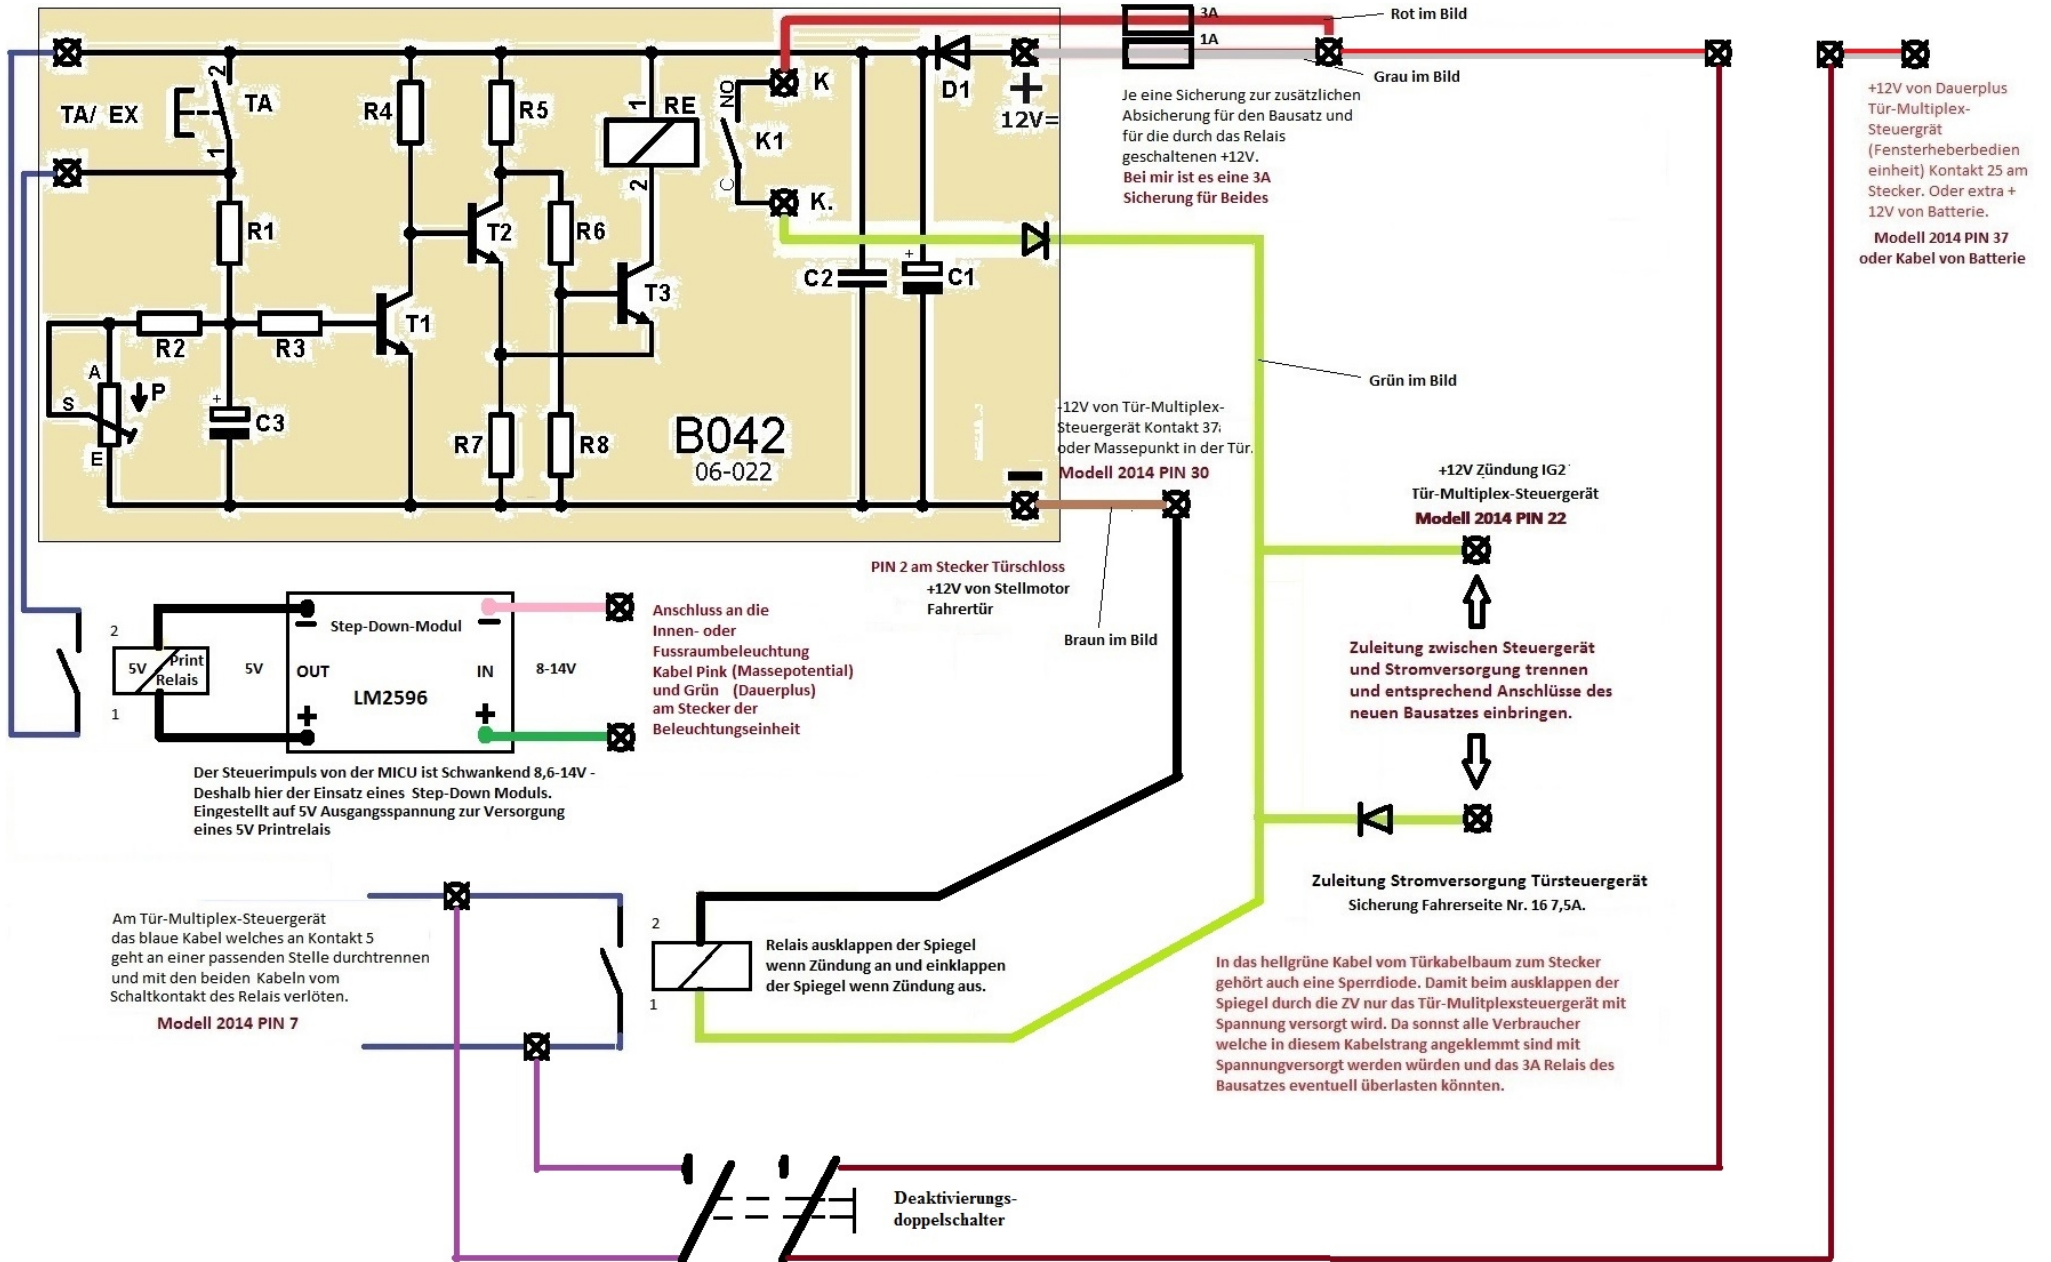 3A
1A
Rot im Bild
Grau im Bild
TA/ EX
2
TA
1
R4
R5
1
RE
2
NO
K
K1
C
K.
D1
+
12V=
Je eine Sicherung zur zusätzlichen
Absicherung für den Bausatz und
für die durch das Relais
geschaltenen +12V.
Bei mir ist es eine 3A
Sicherung für Beides
+12V von Dauerplus
Tür-Multiplex-
Steuergrät
(Fensterheberbedien
einheit) Kontakt 25 am
Stecker. Oder extra +
12V von Batterie.
Modell 2014 PIN 37
oder Kabel von Batterie
R1
T2
R6
C2
+
C1
T3
T1
R2
R3
A
P
S
E
+
C3
R7
R8
B042
06-022
Grün im Bild
-12V von Tür-Multiplex-
Steuergerät Kontakt 37
oder Massepunkt in der Tür.
Modell 2014 PIN 30
+12V Zündung IG2
Tür-Multiplex-Steuergerät
Modell 2014 PIN 22
PIN 2 am Stecker Türschloss
+12V von Stellmotor
Fahrertür
Braun im Bild
2
5V
Print
Relais
1
5V
Step-Down-Modul
OUT
IN
LM2596
+
+
8-14V
Anschluss an die
Innen- oder
Fussraumbeleuchtung
Kabel Pink (Massepotential)
und Grün (Dauerplus)
am Stecker der
Beleuchtungseinheit
Zuleitung zwischen Steuergerät
und Stromversorgung trennen
und entsprechend Anschlüsse des
neuen Bausatzes einbringen.
Der Steuerimpuls von der MICU ist Schwankend 8,6-14V -
Deshalb hier der Einsatz eines Step-Down Moduls.
Eingestellt auf 5V Ausgangsspannung zur Versorgung
eines 5V Printrelais
Zuleitung Stromversorgung Türsteuergerät
Sicherung Fahrerseite Nr. 16 7,5A.
Am Tür-Multiplex-Steuergerät
das blaue Kabel welches an Kontakt 5
geht an einer passenden Stelle durchtrennen
und mit den beiden Kabeln vom
Schaltkontakt des Relais verlöten.
Modell 2014 PIN 7
2
1
Relais ausklappen der Spiegel
wenn Zündung an und einklappen
der Spiegel wenn Zündung aus.
In das hellgrüne Kabel vom Türkabelbaum zum Stecker
gehört auch eine Sperrdiode. Damit beim ausklappen der
Spiegel durch die ZV nur das Tür-Mulitplexsteuergerät mit
Spannung versorgt wird. Da sonst alle Verbraucher
welche in diesem Kabelstrang angeklemmt sind mit
Spannungversorgt werden würden und das 3A Relais des
Bausatzes eventuell überlasten könnten.
Deaktivierungs-
doppelschalter